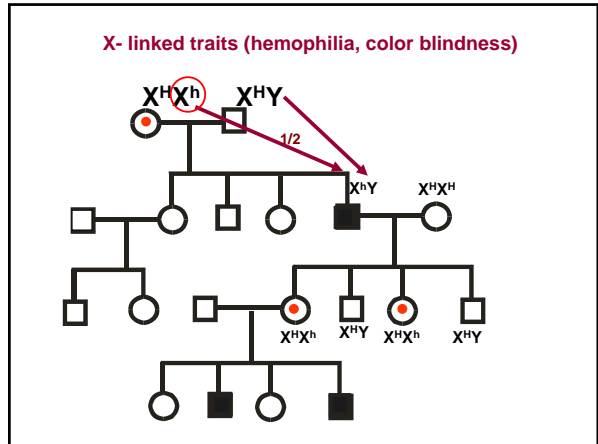 X- linked traits (hemophilia, color blindness)
XᴴXʰ XᴴY
1/2
XʰY XᴴXᴴ
XᴴXʰ XᴴY XᴴXʰ XᴴY